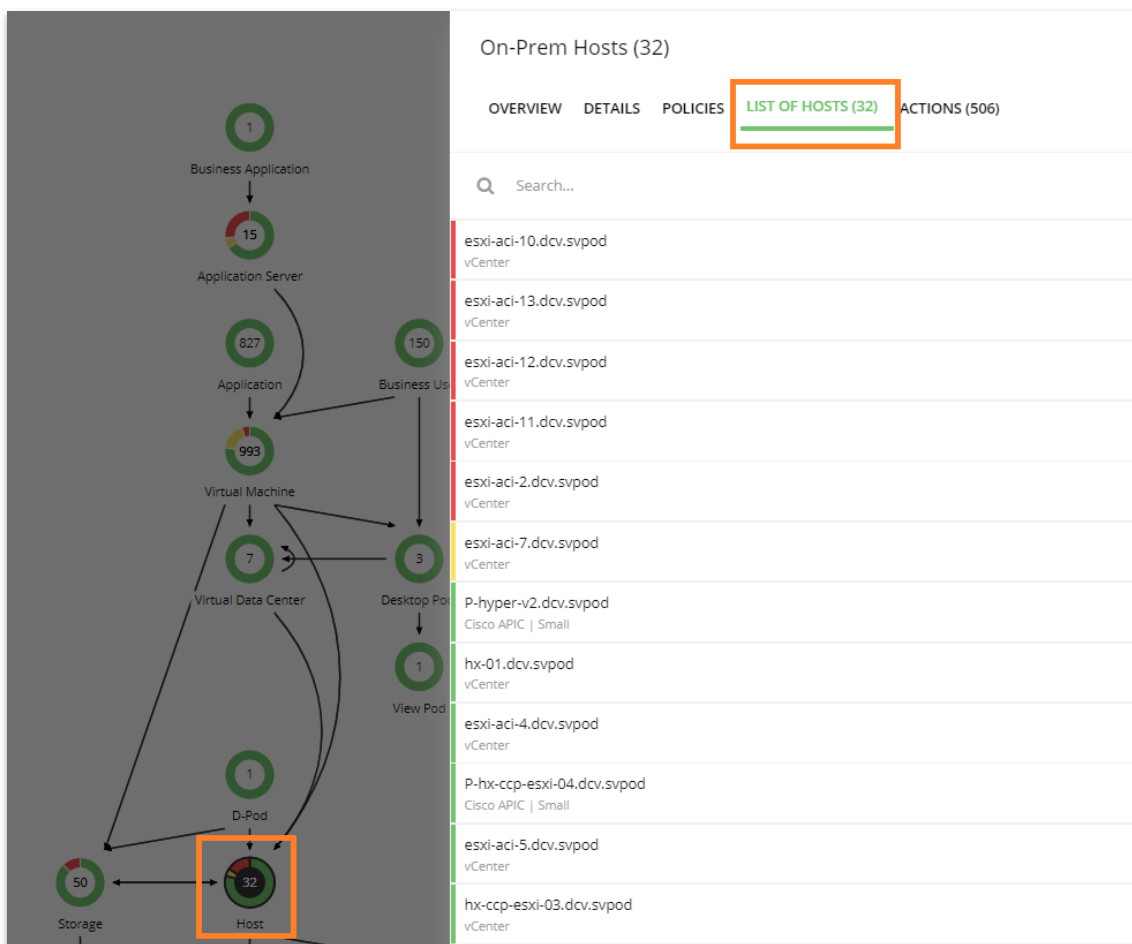 On-Prem Hosts (32)
OVERVIEW DETAILS POLICIES LIST OF HOSTS (32) ACTIONS (506)
Search...
esxi-aci-10.dcv.svpod
vCenter
esxi-aci-13.dcv.svpod
vCenter
esxi-aci-12.dcv.svpod
vCenter
esxi-aci-11.dcv.svpod
vCenter
esxi-aci-2.dcv.svpod
vCenter
esxi-aci-7.dcv.svpod
vCenter
P-hyper-v2.dcv.svpod
Cisco APIC | Small
hx-01.dcv.svpod
vCenter
esxi-aci-4.dcv.svpod
vCenter
P-hx-ccp-esxi-04.dcv.svpod
Cisco APIC | Small
esxi-aci-5.dcv.svpod
vCenter
hx-ccp-esxi-03.dcv.svpod
vCenter
1
Business Application
15
Application Server
827
Application
150
Business Us
993
Virtual Machine
7
Virtual Data Center
3
Desktop Po
1
View Pod
1
D-Pod
50
Storage
32
Host